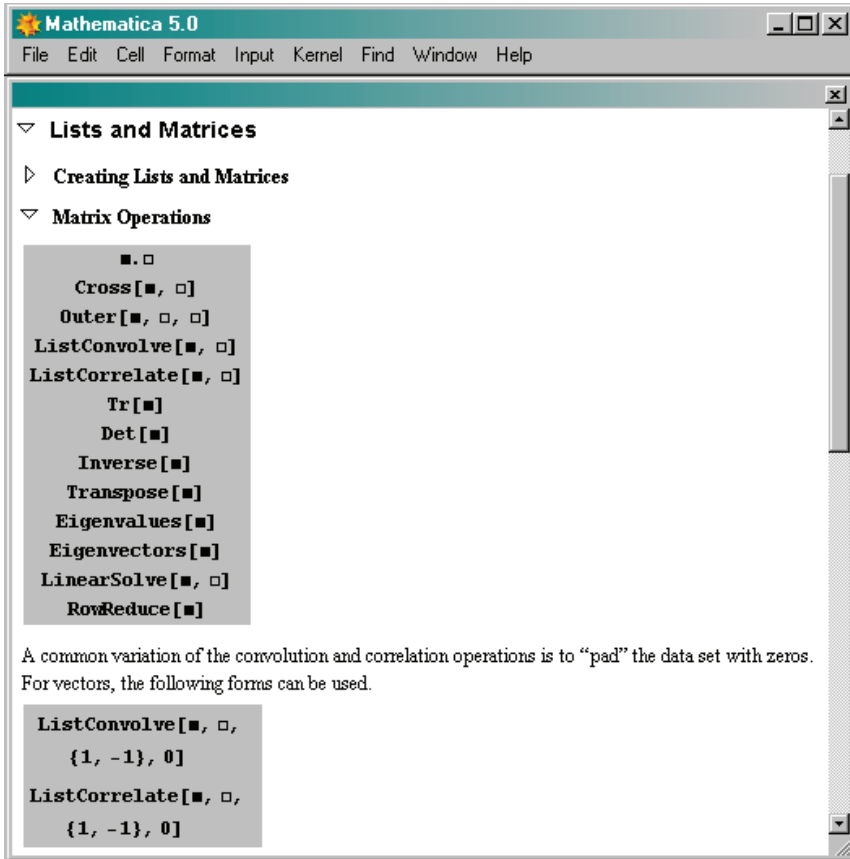 Mathematica 5.0
File Edit Cell Format Input Kernel Find Window Help
Lists and Matrices
Creating Lists and Matrices
Matrix Operations
■.□
Cross[■, □]
Outer[■, □, □]
ListConvolve[■, □]
ListCorrelate[■, □]
Tr[■]
Det[■]
Inverse[■]
Transpose[■]
Eigenvalues[■]
Eigenvectors[■]
LinearSolve[■, □]
RowReduce[■]
A common variation of the convolution and correlation operations is to “pad” the data set with zeros.
For vectors, the following forms can be used.
ListConvolve[■, □,
{1, -1}, 0]
ListCorrelate[■, □,
{1, -1}, 0]